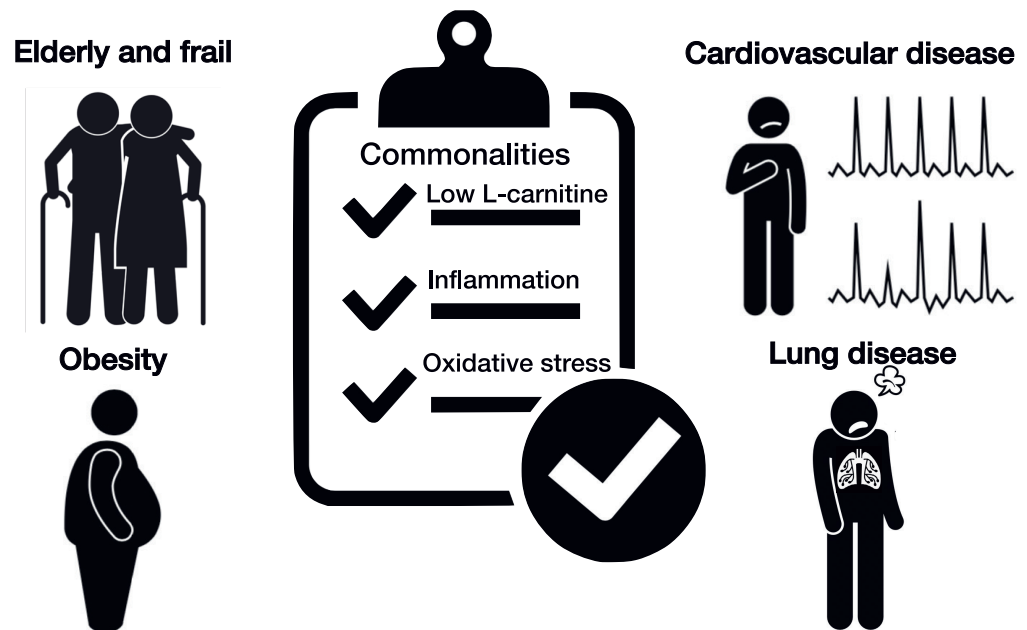 Elderly and frail
Obesity
Commonalities
Low L-carnitine
Inflammation
Oxidative stress
Cardiovascular disease
Lung disease